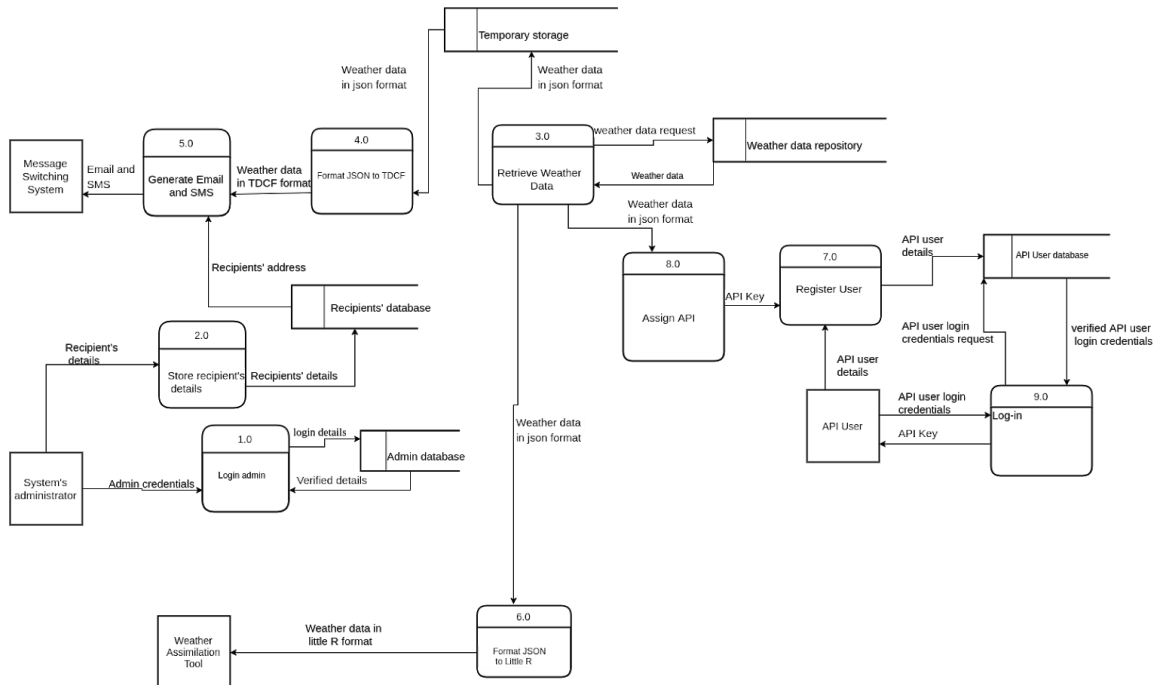 Temporary storage
Weather data
in json format
Weather data
in json format
5.0
Generate Email
and SMS
4.0
Format JSON to TDCF
3.0
Retrieve Weather
Data
weather data request
Weather data repository
Weather data
Message
Switching
System
Email and
SMS
Weather data
in TDCF format
Weather data
in json format
8.0
Assign API
API Key
7.0
Register User
API user
details
API User database
Recipients' address
Recipients' database
2.0
Store recipient's
details
Recipient's
details
Recipients' details
API user login
credentials request
verified API user
login credentials
API user
details
API User
API user login
credentials
API Key
9.0
Log-in
1.0
Login admin
login details
Admin database
Verified details
System's
administrator
Admin credentials
Weather data
in json format
6.0
Format JSON
to Little R
Weather data in
little R format
Weather
Assimilation
Tool